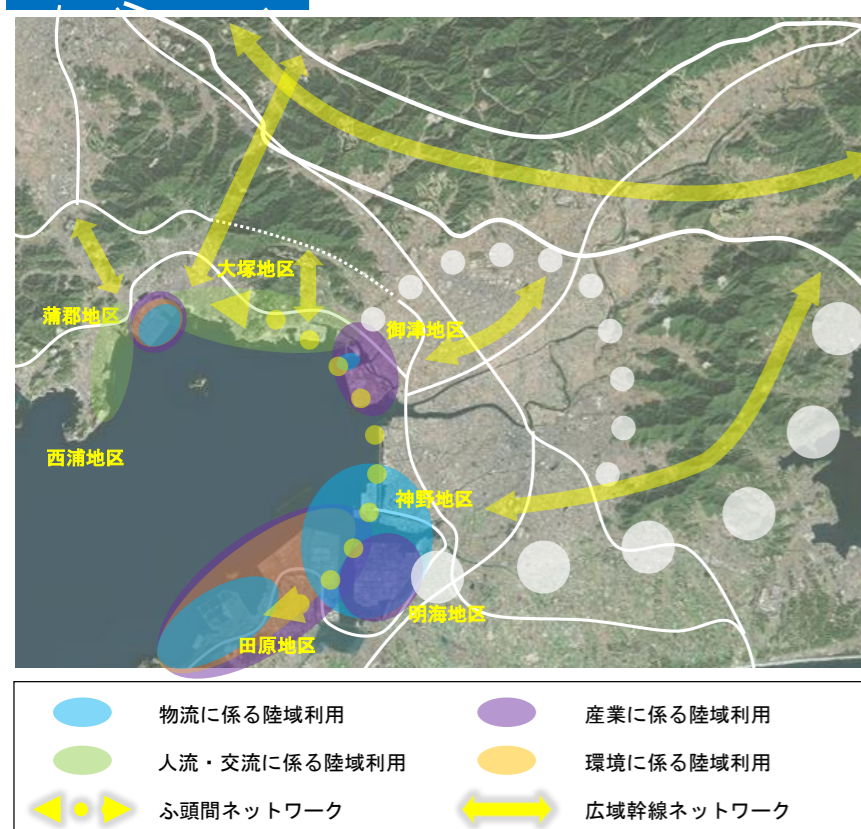 大塚地区
蒲郡地区
御津地区
西浦地区
神野地区
明海地区
田原地区
物流に係る陸域利用
産業に係る陸域利用
人流・交流に係る陸域利用
環境に係る陸域利用
ふ頭間ネットワーク
広域幹線ネットワーク